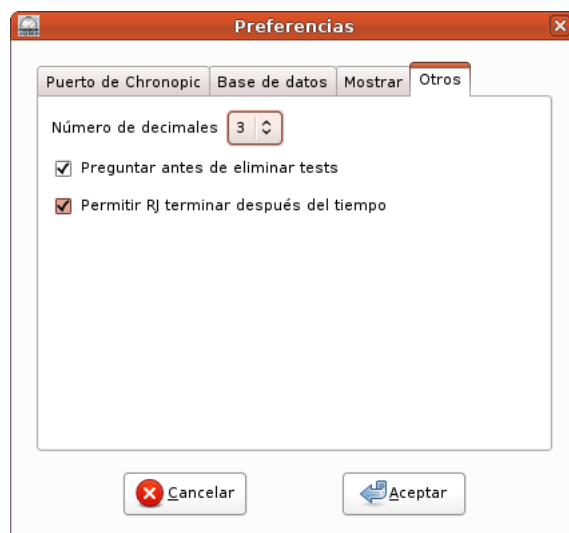 Preferencias
Puerto de Chronopic Base de datos Mostrar Otros
Número de decimales 3
Preguntar antes de eliminar tests
Permitir RJ terminar después del tiempo
Cancelar Aceptar